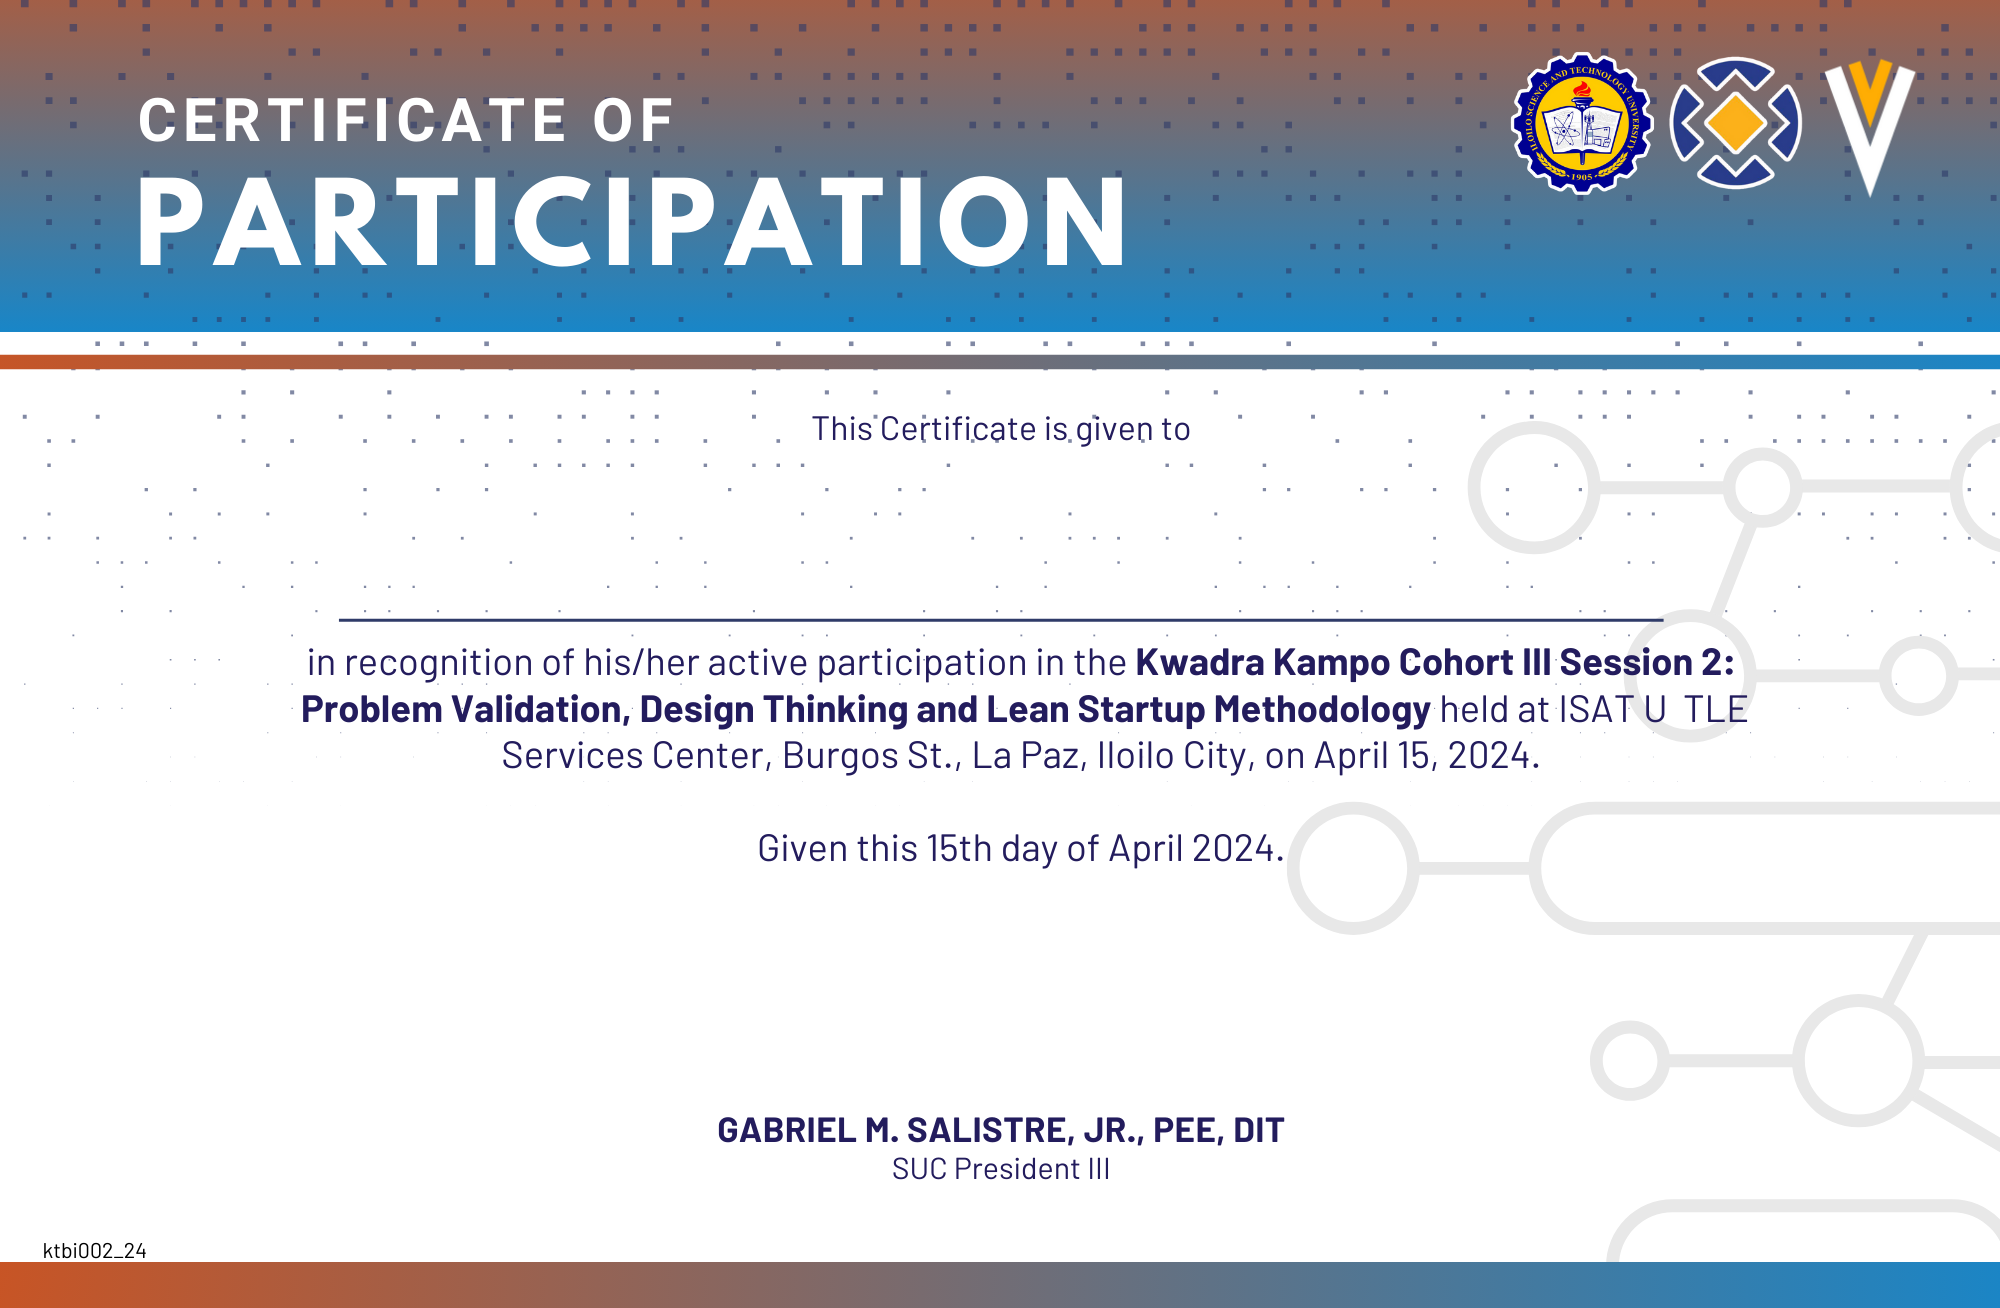 CERTIFICATE OF
PARTICIPATION
ILOILO SCIENCE AND TECHNOLOGY UNIVERSITY
1905
This Certificate is given to
in recognition of his/her active participation in the Kwadra Kampo Cohort III Session 2:
Problem Validation, Design Thinking and Lean Startup Methodology held at ISAT U  TLE
Services Center, Burgos St., La Paz, Iloilo City, on April 15, 2024.
Given this 15th day of April 2024.
GABRIEL M. SALISTRE, JR., PEE, DIT
SUC President III
ktbi002_24